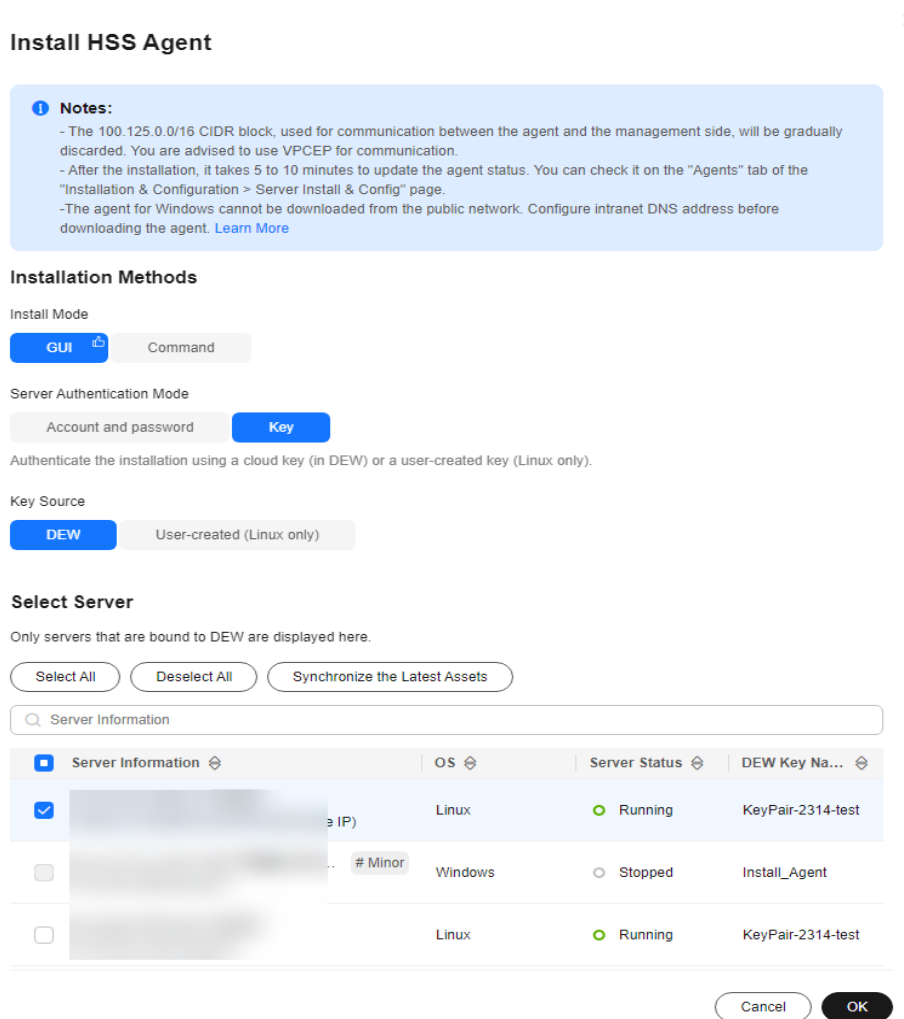 Install HSS Agent
Notes:
- The 100.125.0.0/16 CIDR block, used for communication between the agent and the management side, will be gradually
discarded. You are advised to use VPCEP for communication.
- After the installation, it takes 5 to 10 minutes to update the agent status. You can check it on the "Agents" tab of the
"Installation & Configuration > Server Install & Config" page.
-The agent for Windows cannot be downloaded from the public network. Configure intranet DNS address before
downloading the agent. Learn More
Installation Methods
Install Mode
GUI Command
Server Authentication Mode
Account and password Key
Authenticate the installation using a cloud key (in DEW) or a user-created key (Linux only).
Key Source
DEW User-created (Linux only)
Select Server
Only servers that are bound to DEW are displayed here.
Select All Deselect All Synchronize the Latest Assets
Server Information
Server Information OS Server Status DEW Key Na...
e IP) Linux Running KeyPair-2314-test
.. # Minor Windows Stopped Install_Agent
Linux Running KeyPair-2314-test
Cancel OK